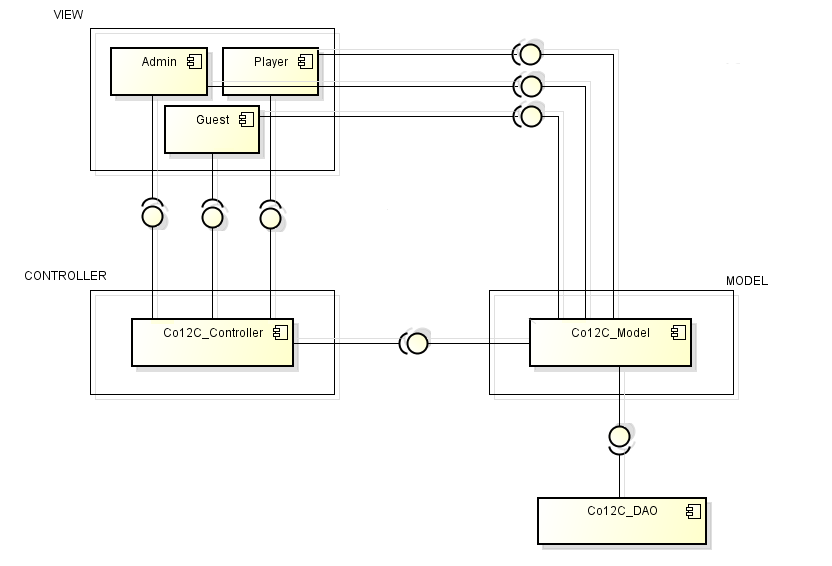 VIEW
Admin
Player
Guest
CONTROLLER
MODEL
Co12C_Controller
Co12C_Model
Co12C_DAO